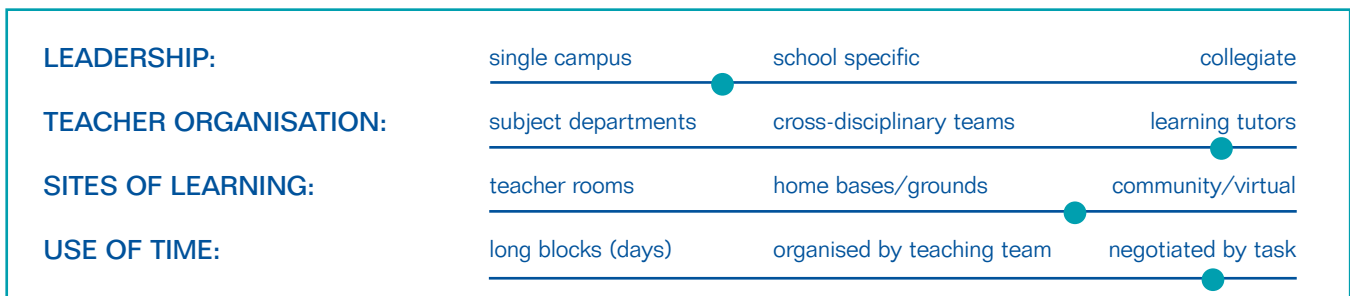 LEADERSHIP: single campus school specific collegiate
TEACHER ORGANISATION: subject departments cross-disciplinary teams learning tutors
SITES OF LEARNING: teacher rooms home bases/grounds community/virtual
USE OF TIME: long blocks (days) organised by teaching team negotiated by task